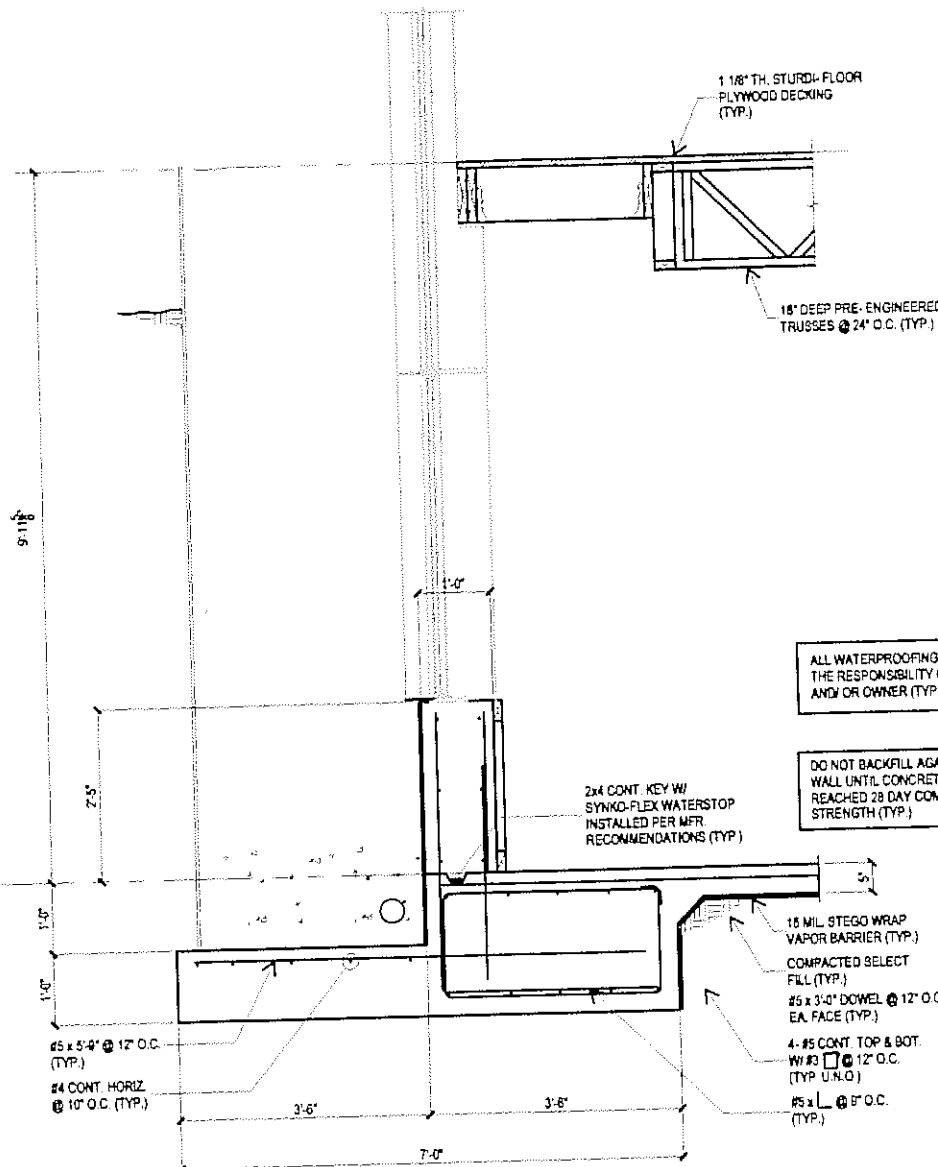 1 1/8" TH. STURDI-FLOOR
PLYWOOD DECKING
(TYP.)
18" DEEP PRE-ENGINEERED
TRUSSES @ 24" O.C. (TYP.)
9'-11 5/8"
1'-0"
ALL WATERPROOFING
THE RESPONSIBILITY
AND/ OR OWNER (TYP
DO NOT BACKFILL AGA
WALL UNTIL CONCRET
REACHED 28 DAY COM
STRENGTH (TYP.)
2'-5"
2x4 CONT. KEY W/
SYNKO-FLEX WATERSTOP
INSTALLED PER MFR.
RECOMMENDATIONS (TYP.)
5"
1'-0"
1'-0"
15 MIL. STEGO WRAP
VAPOR BARRIER (TYP.)
COMPACTED SELECT
FILL (TYP.)
#5 x 3'-0" DOWEL @ 12" O.C
EA. FACE (TYP.)
4- #5 CONT. TOP & BOT.
W/ #3 @ 12" O.C.
(TYP. U.N.O.)
#5 x @ 8" O.C.
(TYP.)
#5 x 5'-9" @ 12" O.C.
(TYP.)
#4 CONT. HORIZ.
@ 10" O.C. (TYP.)
3'-6"
3'-6"
7'-0"